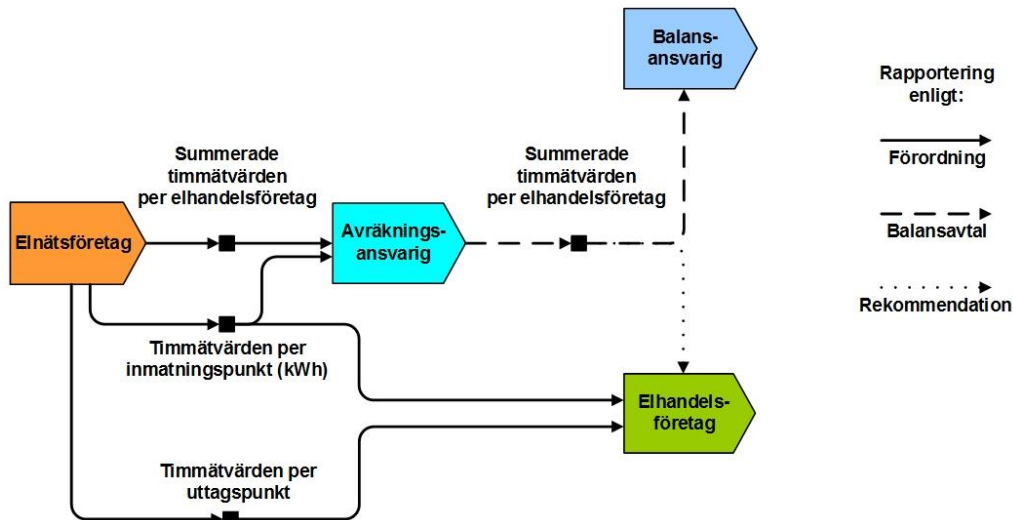 Balans-
ansvarig
Rapportering
enligt:
Förordning
Balansavtal
Rekommendation
Summerade
timmätvärden
per elhandelsföretag
Summerade
timmätvärden
per elhandelsföretag
Elnätsföretag
Avräknings-
ansvarig
Timmätvärden per
inmatningspunkt (kWh)
Elhandels-
företag
Timmätvärden per
uttagspunkt